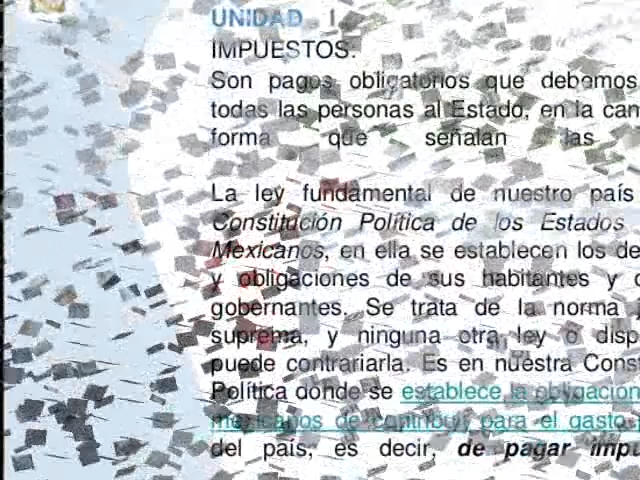 UNIDAD I
IMPUESTOS.
Son pagos obligatorios que debemos
todas las personas al Estado, en la can
forma que señalan las
La ley fundamental de nuestro país
Constitución Política de los Estados
Mexicanos, en ella se establecen los de
y obligaciones de sus habitantes y
gobernantes. Se trata de la norma
suprema, y ninguna otra ley o disp
puede contrariarla. Es en nuestra Const
Política donde se establece la obligación
mexicanos de contribuir para el gasto
del país, es decir, de pagar impu